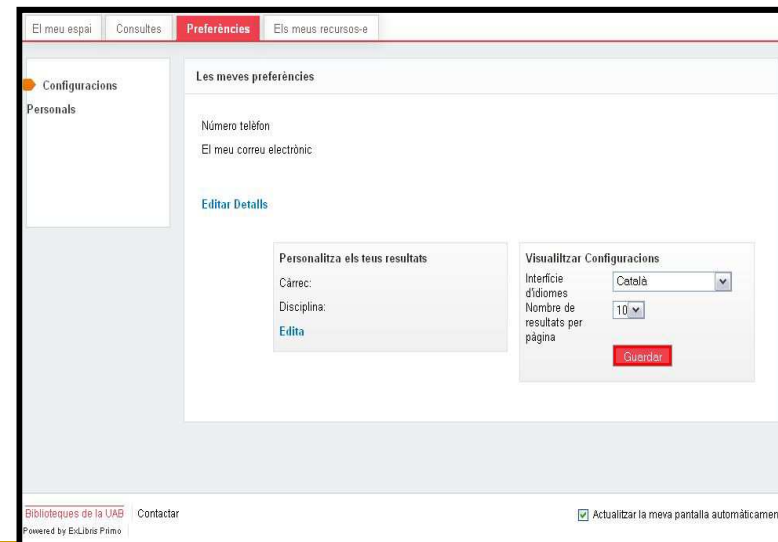 El meu espai Consultes Preferències Els meus recursos-e
Configuracions
Personals
Les meves preferències
Número telèfon
El meu correu electrònic
Editar Detalls
Personalitza els teus resultats
Càrrec:
Disciplina:
Edita
Visualiltzar Configuracions
Interfície
d'idiomes
Català
Nombre de
resultats per
pàgina
10
Guardar
Biblioteques de la UAB Contactar
Actualitzar la meva pantalla automàticamen
Powered by ExLibris Primo